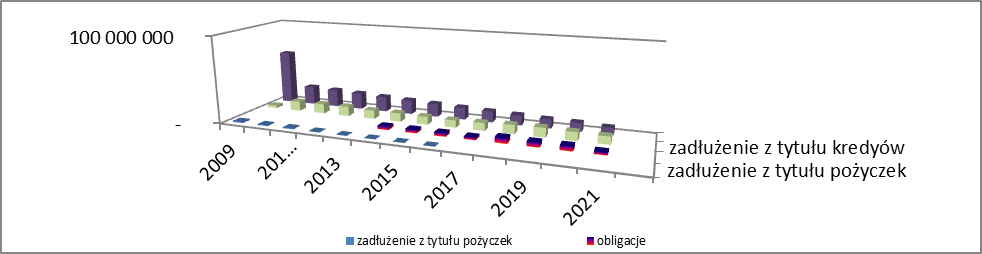 100 000 000
-
2009
201...
2013
2015
2017
2019
2021
zadłużenie z tytułu kredyów
zadłużenie z tytułu pożyczek
zadłużenie z tytułu pożyczek obligacje